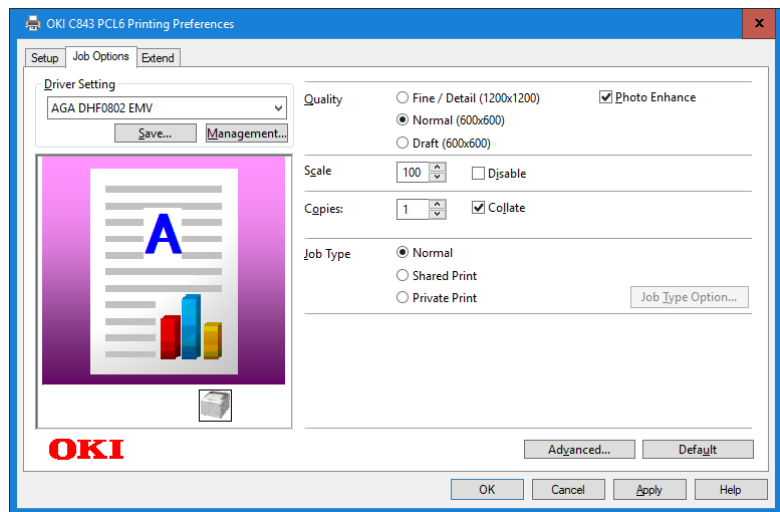 OKI C843 PCL6 Printing Preferences
x
Setup Job Options Extend
Driver Setting
AGA DHF0802 EMV
Save... Management...
A
OKI
Quality
Fine / Detail (1200x1200)
Photo Enhance
Normal (600x600)
Draft (600x600)
Scale
100
Disable
Copies:
1
Collate
Job Type
Normal
Shared Print
Private Print
Job Type Option...
Advanced... Default
OK Cancel Apply Help